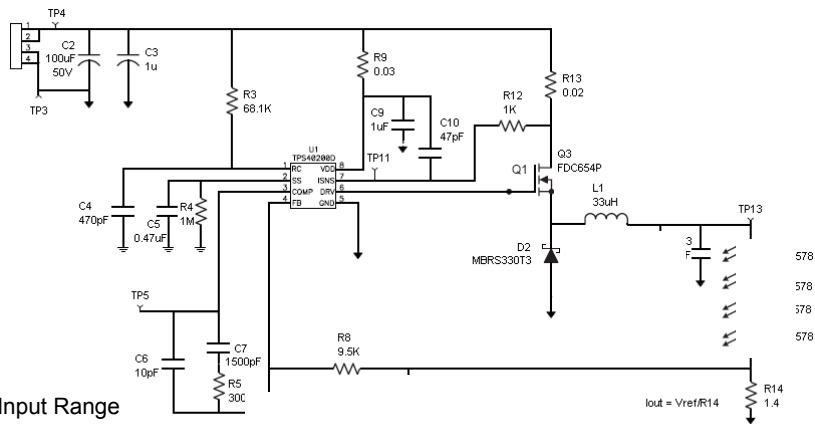 TP4
1
2
3
4
TP3
C2
100uF
50V
C3
1u
R3
68.1K
R9
0.03
C9
1uF
C10
47pF
R12
1K
R13
0.02
Q3
FDC654P
Q1
TP11
U1
TPS40200D
1 RC VDD 8
2 SS ISNS 7
3 COMP DRV 6
4 FB GND 5
C4
470pF
C5
0.47uF
R4
1M
L1
33uH
TP13
D2
MBRS330T3
3
F
578
578
578
578
TP5
C6
10pF
C7
1500pF
R5
300
R8
9.5K
Iout = Vref/R14
R14
1.4
Input Range